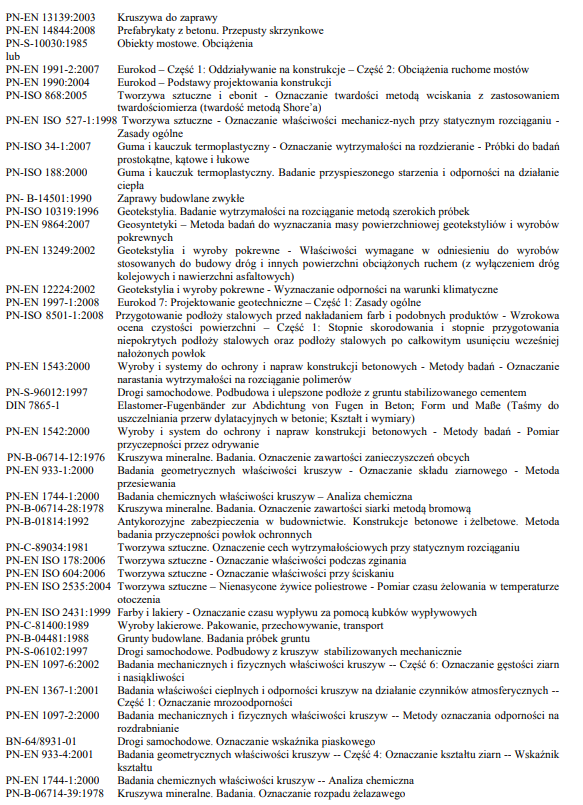 PN-EN 13139:2003 Kruszywa do zaprawy
PN-EN 14844:2008 Prefabrykaty z betonu. Przepusty skrzynkowe
PN-S-10030:1985 Obiekty mostowe. Obciążenia
lub
PN-EN 1991-2:2007 Eurokod – Część 1: Oddziaływanie na konstrukcje – Część 2: Obciążenia ruchome mostów
PN-EN 1990:2004 Eurokod – Podstawy projektowania konstrukcji
PN-ISO 868:2005 Tworzywa sztuczne i ebonit - Oznaczanie twardości metodą wciskania z zastosowaniem
twardościomierza (twardość metodą Shore'a)
PN-EN ISO 527-1:1998 Tworzywa sztuczne - Oznaczanie właściwości mechanicz-nych przy statycznym rozciąganiu -
Zasady ogólne
PN-ISO 34-1:2007 Guma i kauczuk termoplastyczny - Oznaczanie wytrzymałości na rozdzieranie - Próbki do badań
prostokątne, kątowe i łukowe
PN-ISO 188:2000 Guma i kauczuk termoplastyczny. Badanie przyspieszonego starzenia i odporności na działanie
ciepła
PN- B-14501:1990 Zaprawy budowlane zwykłe
PN-ISO 10319:1996 Geotekstylia. Badanie wytrzymałości na rozciąganie metodą szerokich próbek
PN-EN 9864:2007 Geosyntetyki – Metoda badań do wyznaczania masy powierzchniowej geotekstyliów i wyrobów
pokrewnych
PN-EN 13249:2002 Geotekstylia i wyroby pokrewne - Właściwości wymagane w odniesieniu do wyrobów
stosowanych do budowy dróg i innych powierzchni obciążonych ruchem (z wyłączeniem dróg
kolejowych i nawierzchni asfaltowych)
PN-EN 12224:2002 Geotekstylia i wyroby pokrewne - Wyznaczanie odporności na warunki klimatyczne
PN-EN 1997-1:2008 Eurokod 7: Projektowanie geotechniczne – Część 1: Zasady ogólne
PN-ISO 8501-1:2008 Przygotowanie podłoży stalowych przed nakładaniem farb i podobnych produktów - Wzrokowa
ocena czystości powierzchni – Część 1: Stopnie skorodowania i stopnie przygotowania
niepokrytych podłoży stalowych oraz podłoży stalowych po całkowitym usunięciu wcześniej
nałożonych powłok
PN-EN 1543:2000 Wyroby i systemy do ochrony i napraw konstrukcji betonowych - Metody badań - Oznaczanie
narastania wytrzymałości na rozciąganie polimerów
PN-S-96012:1997 Drogi samochodowe. Podbudowa i ulepszone podłoże z gruntu stabilizowanego cementem
DIN 7865-1 Elastomer-Fugenbänder zur Abdichtung von Fugen in Beton; Form und Maße (Taśmy do
uszczelniania przerw dylatacyjnych w betonie; Kształt i wymiary)
PN-EN 1542:2000 Wyroby i system do ochrony i napraw konstrukcji betonowych - Metody badań - Pomiar
przyczepności przez odrywanie
PN-B-06714-12:1976 Kruszywa mineralne. Badania. Oznaczenie zawartości zanieczyszczeń obcych
PN-EN 933-1:2000 Badania geometrycznych właściwości kruszyw - Oznaczanie składu ziarnowego - Metoda
przesiewania
PN-EN 1744-1:2000 Badania chemicznych właściwości kruszyw – Analiza chemiczna
PN-B-06714-28:1978 Kruszywa mineralne. Badania. Oznaczenie zawartości siarki metodą bromową
PN-B-01814:1992 Antykorozyjne zabezpieczenia w budownictwie. Konstrukcje betonowe i żelbetowe. Metoda
badania przyczepności powłok ochronnych
PN-C-89034:1981 Tworzywa sztuczne. Oznaczenie cech wytrzymałościowych przy statycznym rozciąganiu
PN-EN ISO 178:2006 Tworzywa sztuczne - Oznaczanie właściwości podczas zginania
PN-EN ISO 604:2006 Tworzywa sztuczne - Oznaczanie właściwości przy ściskaniu
PN-EN ISO 2535:2004 Tworzywa sztuczne – Nienasycone żywice poliestrowe - Pomiar czasu żelowania w temperaturze
otoczenia
PN-EN ISO 2431:1999 Farby i lakiery - Oznaczanie czasu wypływu za pomocą kubków wypływowych
PN-C-81400:1989 Wyroby lakierowe. Pakowanie, przechowywanie, transport
PN-B-04481:1988 Grunty budowlane. Badania próbek gruntu
PN-S-06102:1997 Drogi samochodowe. Podbudowy z kruszyw stabilizowanych mechanicznie
PN-EN 1097-6:2002 Badania mechanicznych i fizycznych właściwości kruszyw -- Część 6: Oznaczanie gęstości ziarn
i nasiąkliwości
PN-EN 1367-1:2001 Badania właściwości cieplnych i odporności kruszyw na działanie czynników atmosferycznych --
Część 1: Oznaczanie mrozoodporności
PN-EN 1097-2:2000 Badania mechanicznych i fizycznych właściwości kruszyw -- Metody oznaczania odporności na
rozdrabnianie
BN-64/8931-01 Drogi samochodowe. Oznaczanie wskaźnika piaskowego
PN-EN 933-4:2001 Badania geometrycznych właściwości kruszyw -- Część 4: Oznaczanie kształtu ziarn -- Wskaźnik
kształtu
PN-EN 1744-1:2000 Badania chemicznych właściwości kruszyw -- Analiza chemiczna
PN-B-06714-39:1978 Kruszywa mineralne. Badania. Oznaczanie rozpadu żelazawego